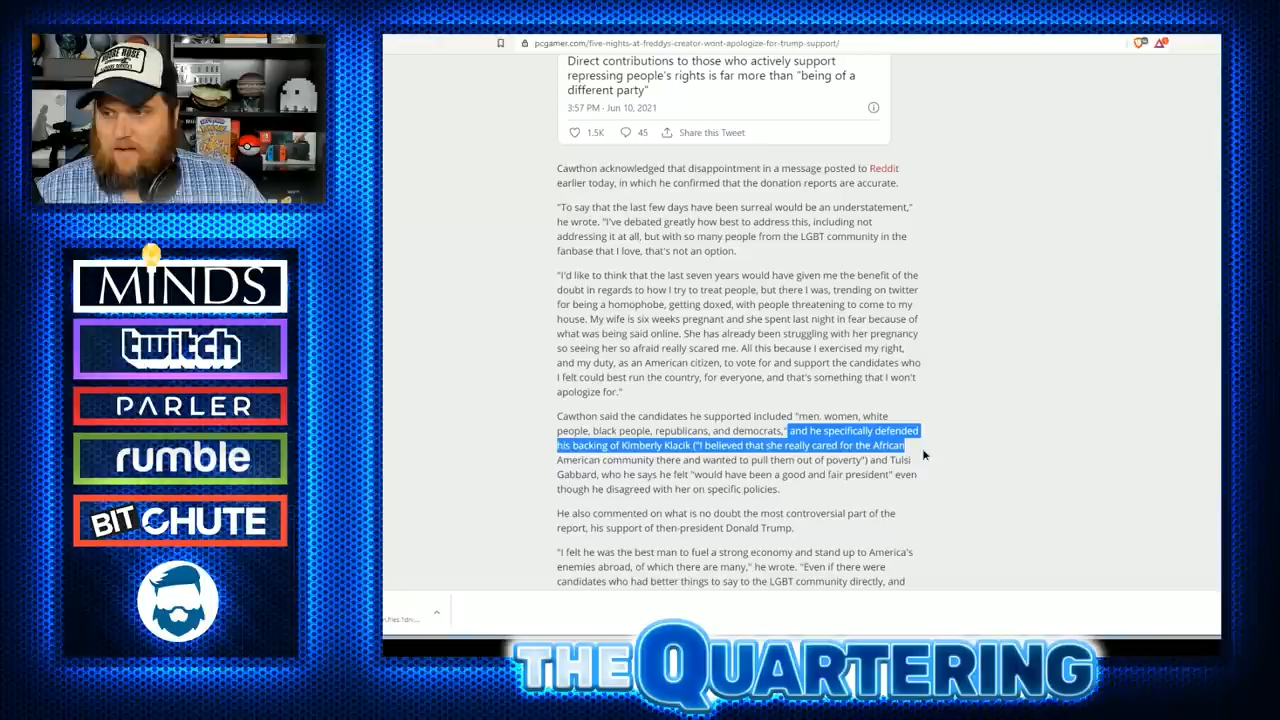 pcgamer.com/five-nights-at-freddys-creator-wont-apologize-for-trump-support/
Direct contributions to those who actively support
repressing people's rights is far more than "being of a
different party"
3:57 PM · Jun 10, 2021
1.5K
45
Share this Tweet
Cawthon acknowledged that disappointment in a message posted to Reddit
earlier today, in which he confirmed that the donation reports are accurate.
"To say that the last few days have been surreal would be an understatement,"
he wrote. "I've debated greatly how best to address this, including not
addressing it at all, but with so many people from the LGBT community in the
fanbase that I love, that's not an option.
"I'd like to think that the last seven years would have given me the benefit of the
doubt in regards to how I try to treat people, but there I was, trending on twitter
for being a homophobe, getting doxed, with people threatening to come to my
house. My wife is six weeks pregnant and she spent last night in fear because of
what was being said online. She has already been struggling with her pregnancy
so seeing her so afraid really scared me. All this because I exercised my right,
and my duty, as an American citizen, to vote for and support the candidates who
I felt could best run the country, for everyone, and that's something that I won't
apologize for."
Cawthon said the candidates he supported included "men. women, white
people, black people, republicans, and democrats," and he specifically defended
his backing of Kimberly Klacik ("I believed that she really cared for the African
American community there and wanted to pull them out of poverty") and Tulsi
Gabbard, who he says he felt "would have been a good and fair president" even
though he disagreed with her on specific policies.
He also commented on what is no doubt the most controversial part of the
report, his support of then-president Donald Trump.
"I felt he was the best man to fuel a strong economy and stand up to America's
enemies abroad, of which there are many," he wrote. "Even if there were
candidates who had better things to say to the LGBT community directly, and
MINDS
twitch
PARLER
rumble
BITCHUTE
THE QUARTERING